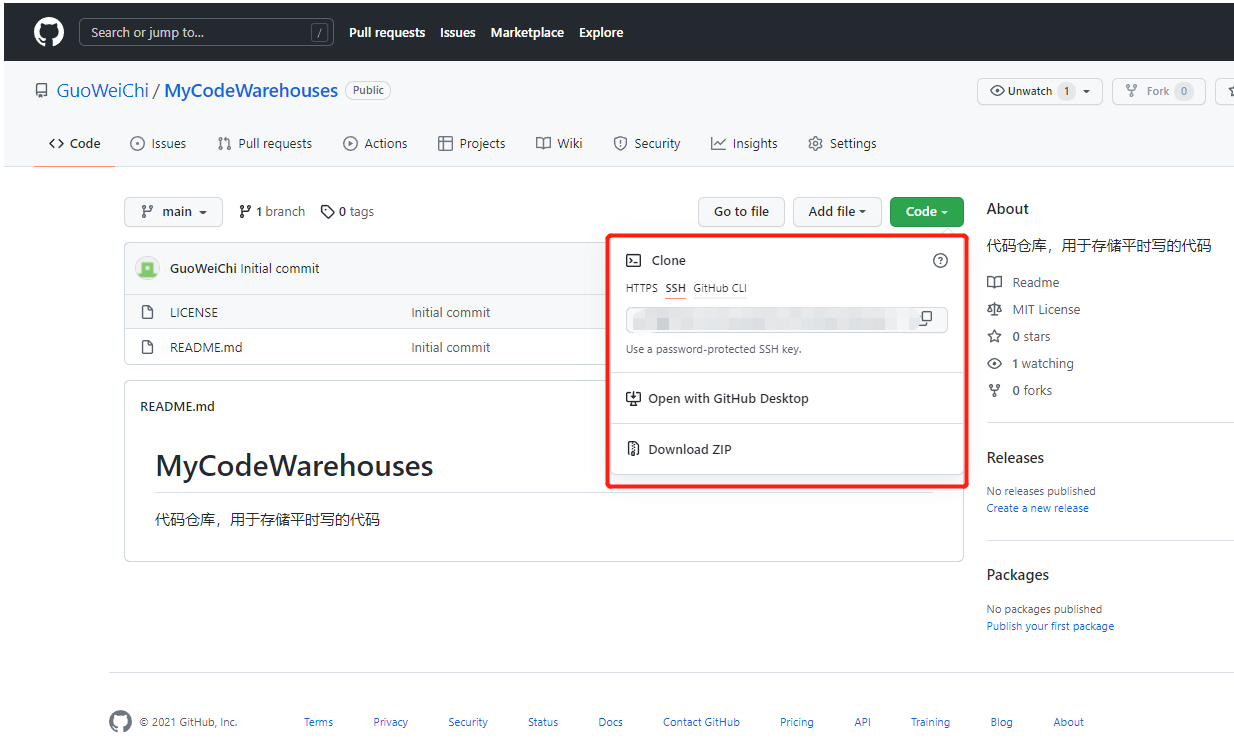 Search or jump to... / Pull requests Issues Marketplace Explore
GuoWeiChi / MyCodeWarehouses Public
Unwatch 1 Fork 0
Code Issues Pull requests Actions Projects Wiki Security Insights Settings
main 1 branch 0 tags Go to file Add file Code
GuoWeiChi Initial commit
LICENSE Initial commit
README.md Initial commit
Clone
HTTPS SSH GitHub CLI
Use a password-protected SSH key.
Open with GitHub Desktop
Download ZIP
README.md
MyCodeWarehouses
代码仓库，用于存储平时写的代码
About
代码仓库，用于存储平时写的代码
Readme
MIT License
0 stars
1 watching
0 forks
Releases
No releases published
Create a new release
Packages
No packages published
Publish your first package
© 2021 GitHub, Inc. Terms Privacy Security Status Docs Contact GitHub Pricing API Training Blog About